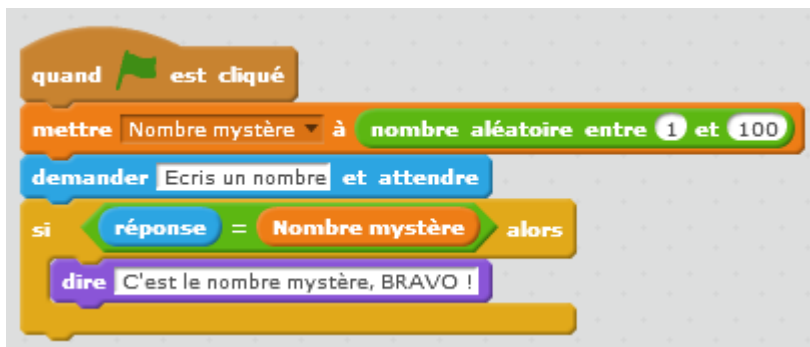 quand est cliqué
mettre Nombre mystère à nombre aléatoire entre 1 et 100
demander Ecris un nombre et attendre
si réponse = Nombre mystère alors
dire C'est le nombre mystère, BRAVO !